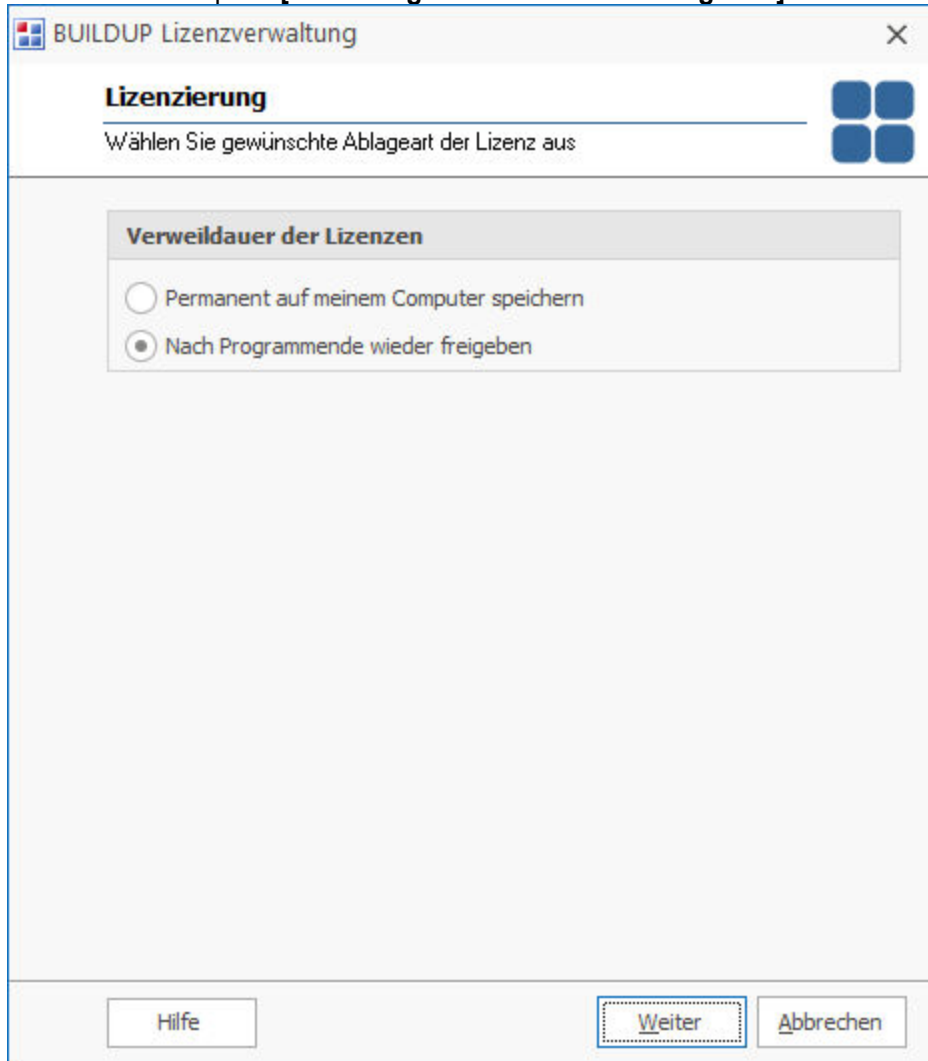 BUILDUP Lizenzverwaltung
Lizenzierung
Wählen Sie gewünschte Ablageart der Lizenz aus
Verweildauer der Lizenzen
Permanent auf meinem Computer speichern
Nach Programmende wieder freigeben
Hilfe
Weiter
Abbrechen